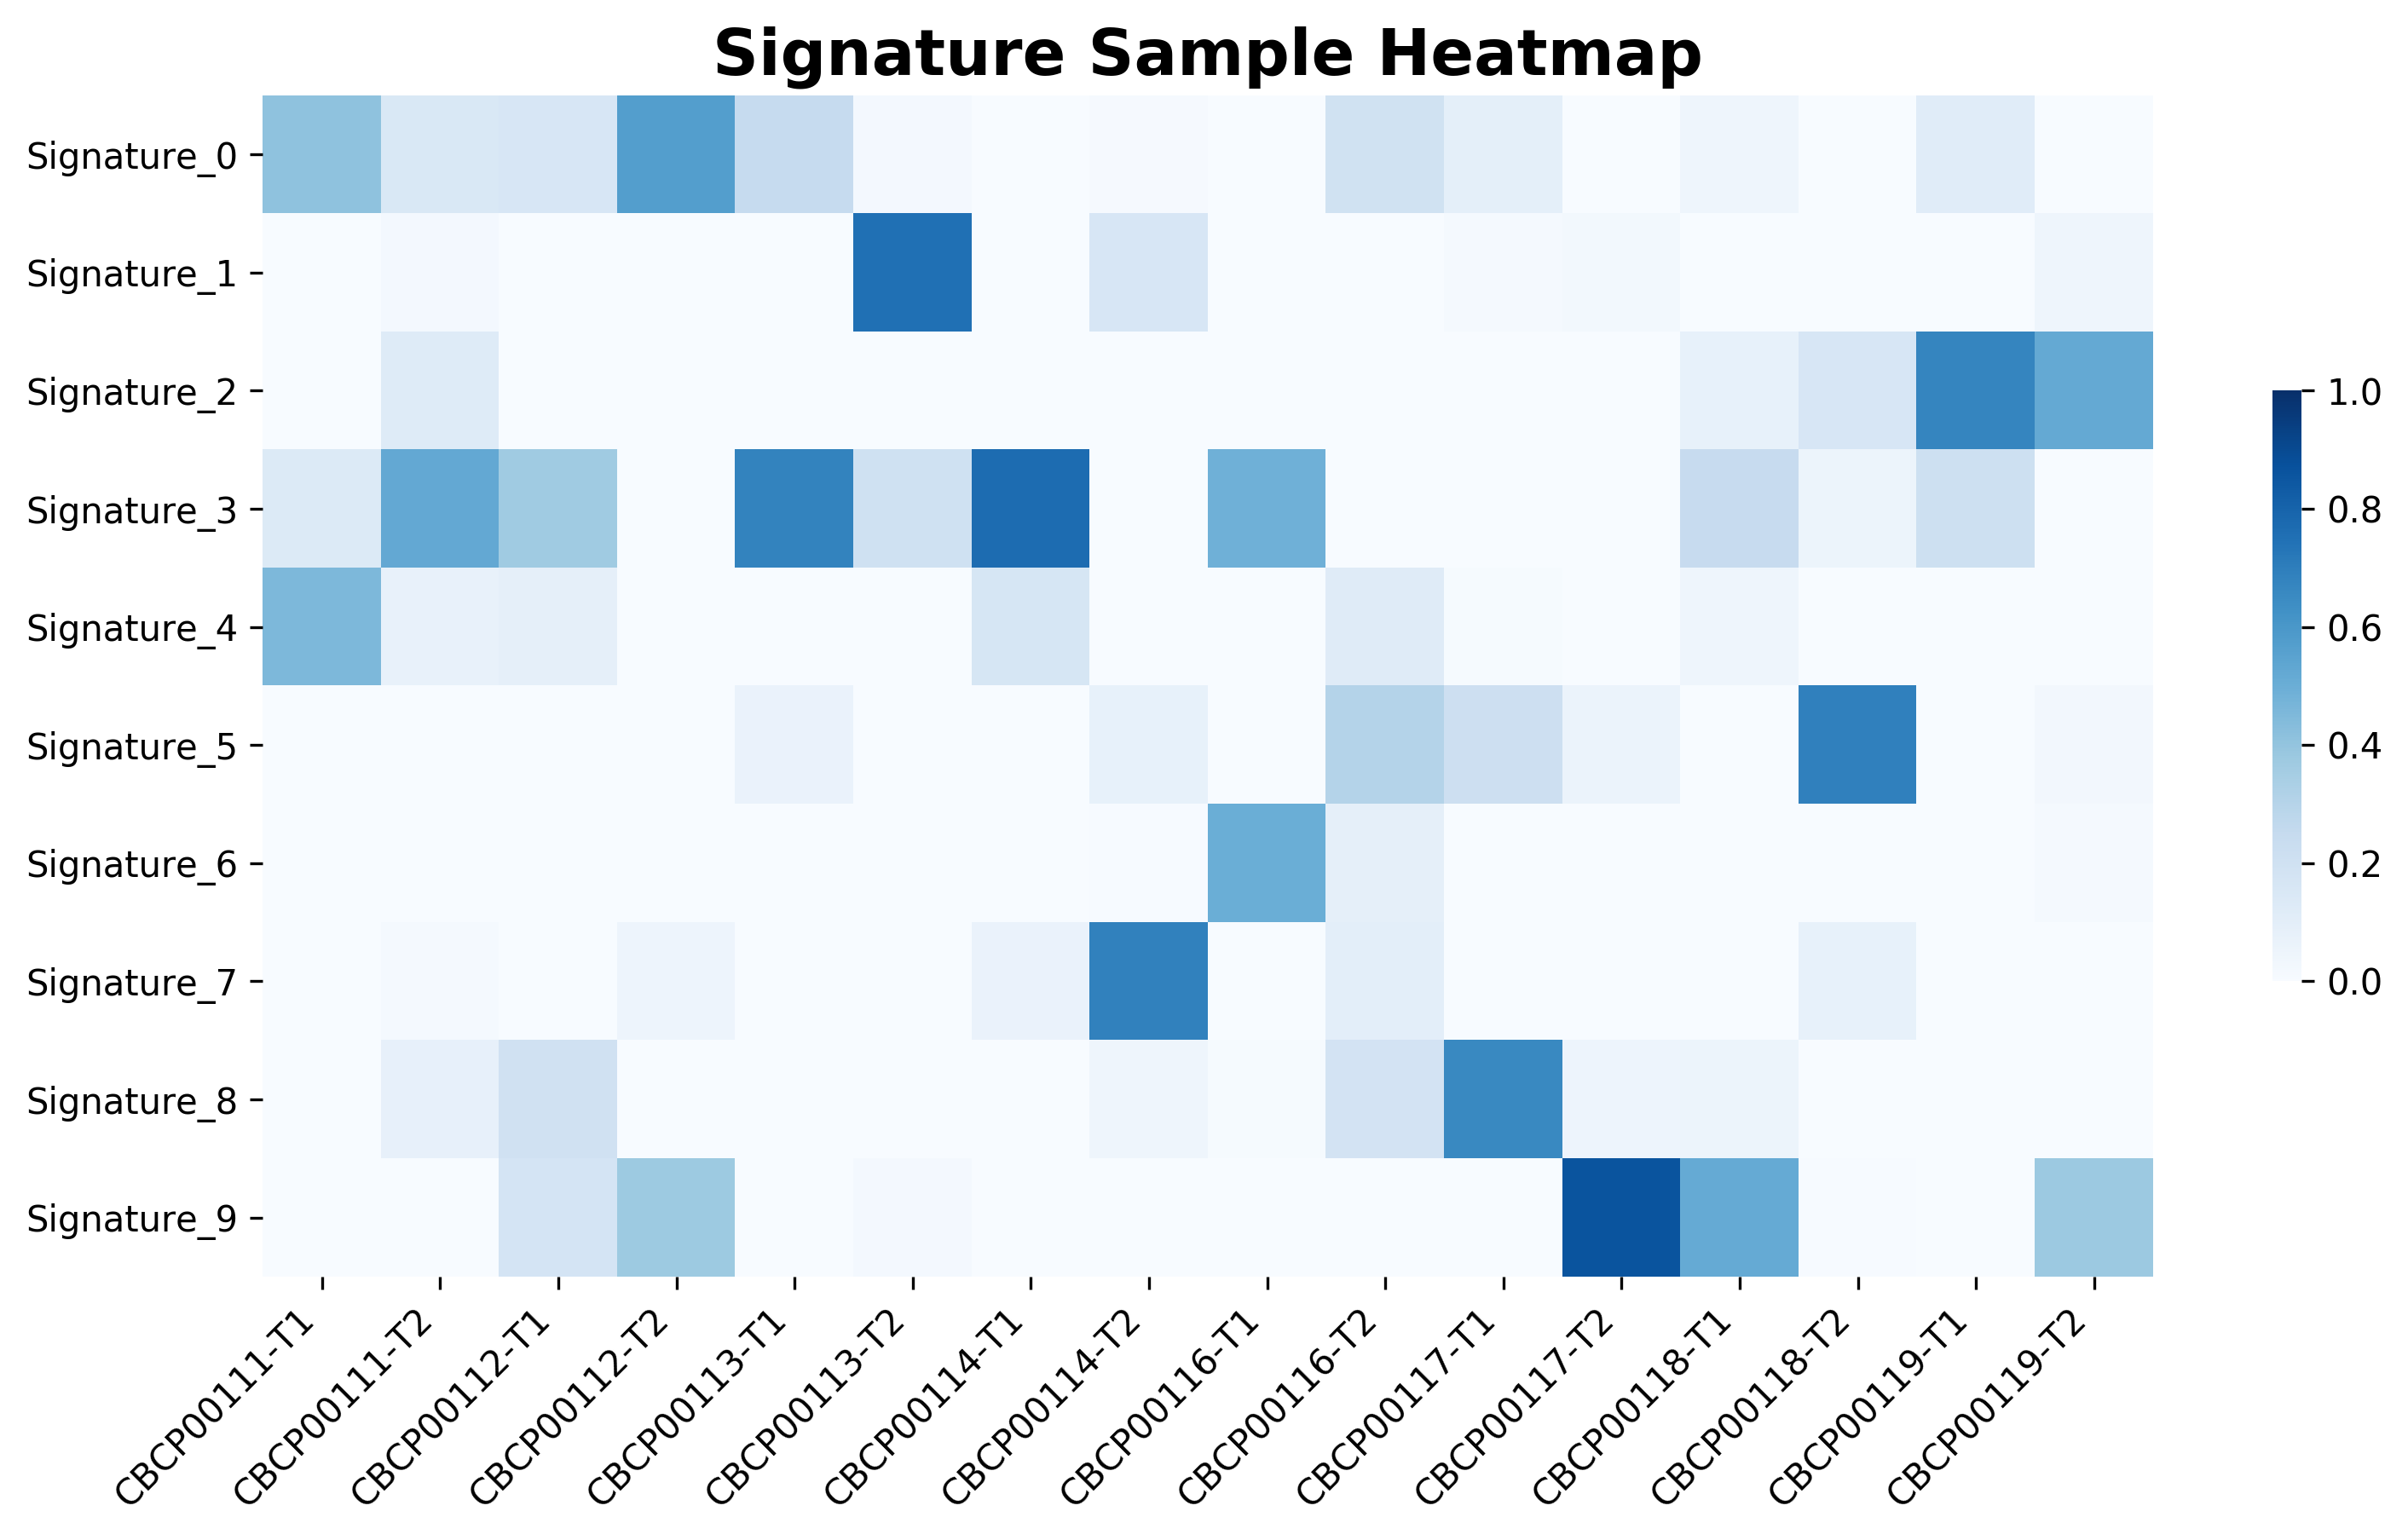 Signature Sample Heatmap
Signature_0
Signature_1
Signature_2
Signature_3
Signature_4
Signature_5
Signature_6
Signature_7
Signature_8
Signature_9
1.0
0.8
0.6
0.4
0.2
0.0
CBCP00111-T1
CBCP00111-T2
CBCP00112-T1
CBCP00112-T2
CBCP00113-T1
CBCP00113-T2
CBCP00114-T1
CBCP00114-T2
CBCP00116-T1
CBCP00116-T2
CBCP00117-T1
CBCP00117-T2
CBCP00118-T1
CBCP00118-T2
CBCP00119-T1
CBCP00119-T2